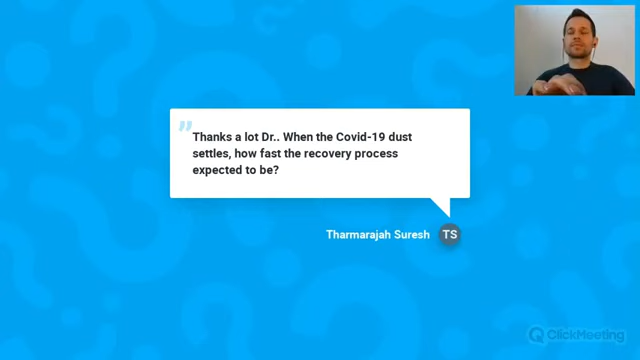 "
Thanks a lot Dr.. When the Covid-19 dust
settles, how fast the recovery process
expected to be?
Tharmarajah Suresh TS
ClickMeeting